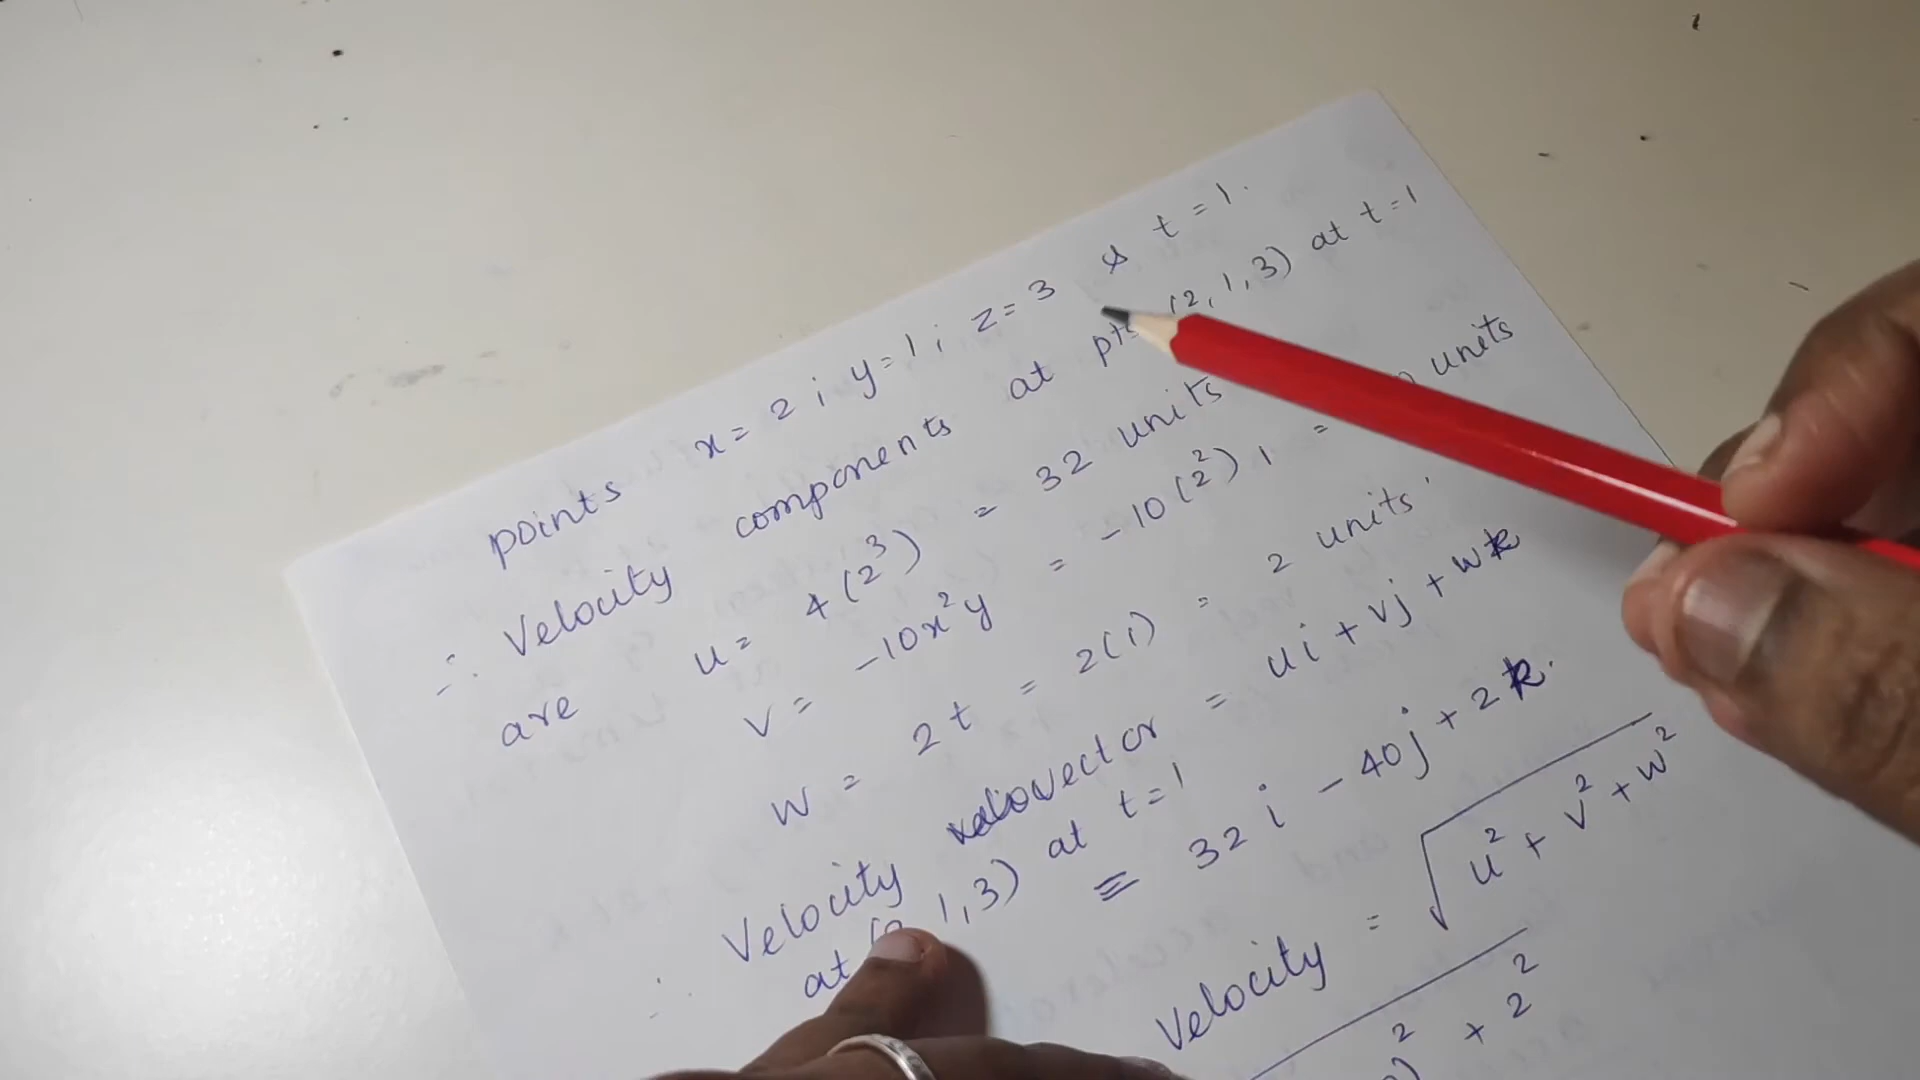 points x = 2 ; y = 1 ; z = 3 & t = 1.
∴ Velocity components at pts (2, 1, 3) at t = 1
are u = 4 (2³) = 32 units
v = -10x²y = -10 (2²) 1 = units
w = 2t = 2(1) = 2 units.
∴ Velocity vector = ui + vj + wk
at 1, 3) at t = 1 = 32 i - 40j + 2k.
Velocity = √u² + v² + w²
² + 2²